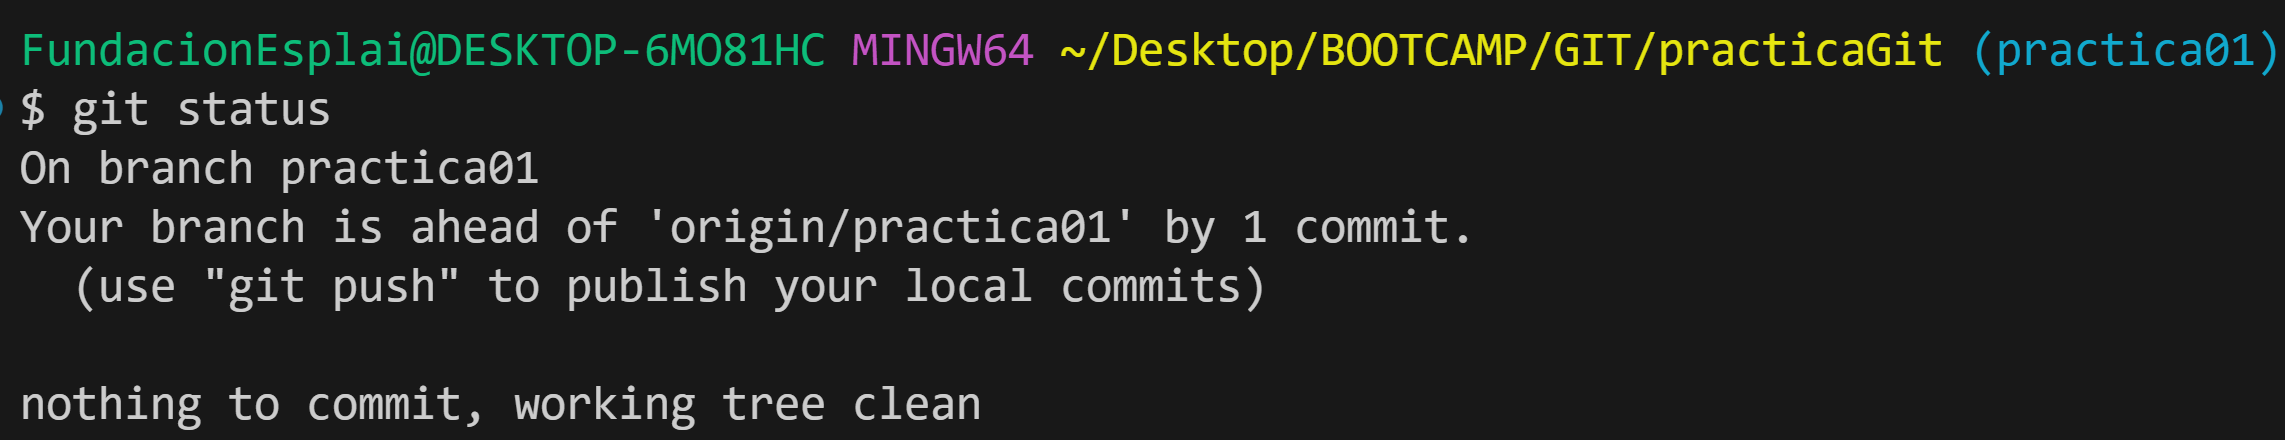 FundacionEsplai@DESKTOP-6MO81HC MINGW64 ~/Desktop/BOOTCAMP/GIT/practicaGit (practica01)
$ git status
On branch practica01
Your branch is ahead of 'origin/practica01' by 1 commit.
  (use "git push" to publish your local commits)

nothing to commit, working tree clean